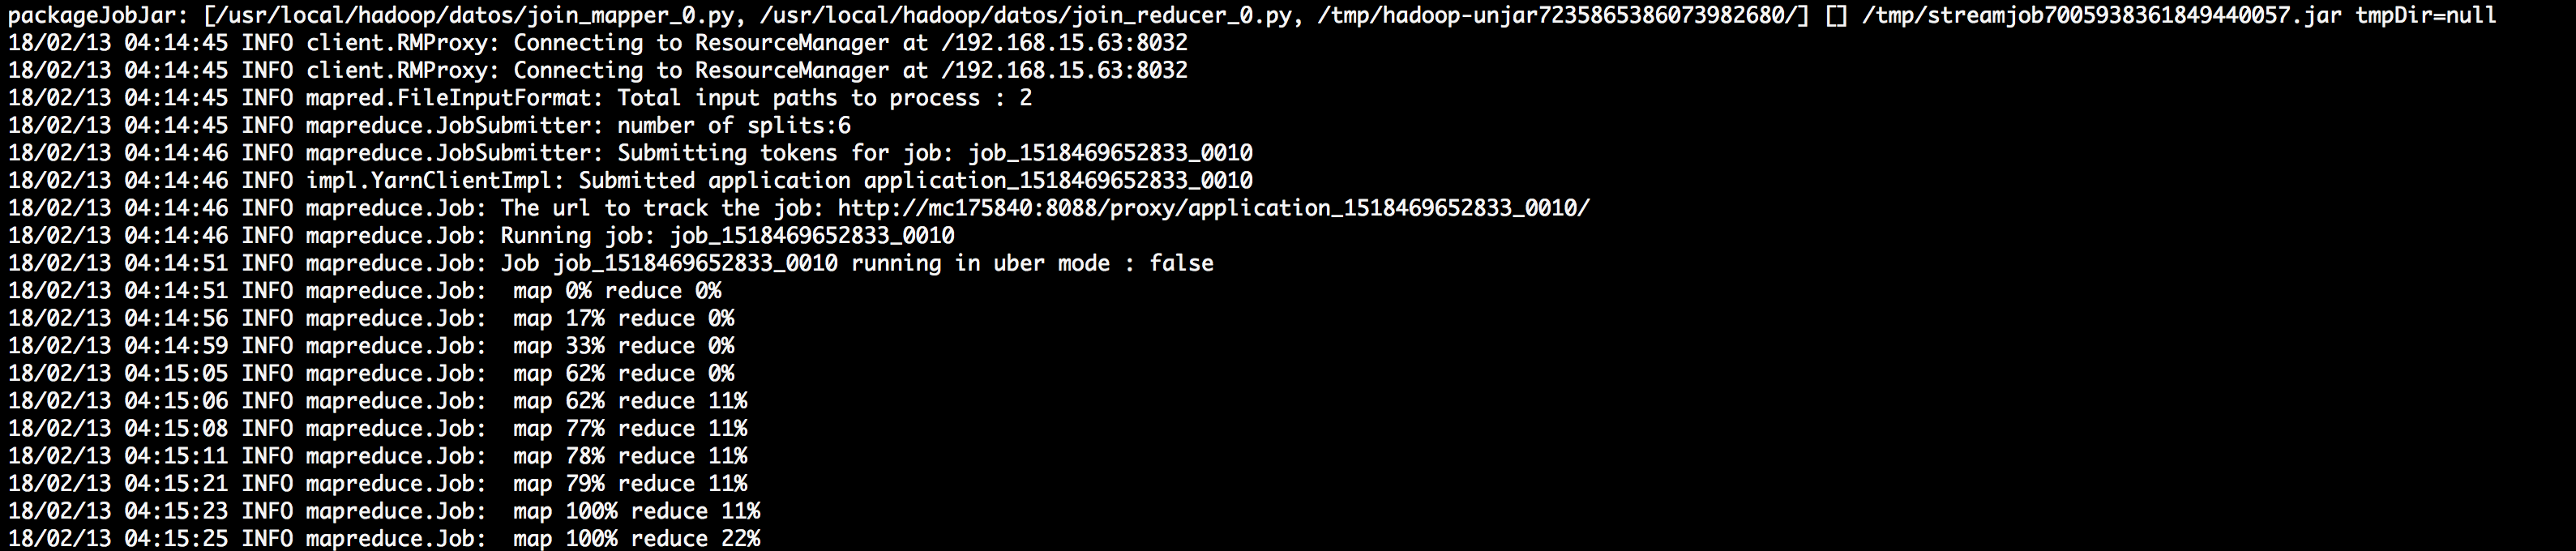 packageJobJar: [/usr/local/hadoop/datos/join_mapper_0.py, /usr/local/hadoop/datos/join_reducer_0.py, /tmp/hadoop-unjar7235865386073982680/] [] /tmp/streamjob7005938361849440057.jar tmpDir=null
18/02/13 04:14:45 INFO client.RMProxy: Connecting to ResourceManager at /192.168.15.63:8032
18/02/13 04:14:45 INFO client.RMProxy: Connecting to ResourceManager at /192.168.15.63:8032
18/02/13 04:14:45 INFO mapred.FileInputFormat: Total input paths to process : 2
18/02/13 04:14:45 INFO mapreduce.JobSubmitter: number of splits:6
18/02/13 04:14:46 INFO mapreduce.JobSubmitter: Submitting tokens for job: job_1518469652833_0010
18/02/13 04:14:46 INFO impl.YarnClientImpl: Submitted application application_1518469652833_0010
18/02/13 04:14:46 INFO mapreduce.Job: The url to track the job: http://mc175840:8088/proxy/application_1518469652833_0010/
18/02/13 04:14:46 INFO mapreduce.Job: Running job: job_1518469652833_0010
18/02/13 04:14:51 INFO mapreduce.Job: Job job_1518469652833_0010 running in uber mode : false
18/02/13 04:14:51 INFO mapreduce.Job:  map 0% reduce 0%
18/02/13 04:14:56 INFO mapreduce.Job:  map 17% reduce 0%
18/02/13 04:14:59 INFO mapreduce.Job:  map 33% reduce 0%
18/02/13 04:15:05 INFO mapreduce.Job:  map 62% reduce 0%
18/02/13 04:15:06 INFO mapreduce.Job:  map 62% reduce 11%
18/02/13 04:15:08 INFO mapreduce.Job:  map 77% reduce 11%
18/02/13 04:15:11 INFO mapreduce.Job:  map 78% reduce 11%
18/02/13 04:15:21 INFO mapreduce.Job:  map 79% reduce 11%
18/02/13 04:15:23 INFO mapreduce.Job:  map 100% reduce 11%
18/02/13 04:15:25 INFO mapreduce.Job:  map 100% reduce 22%